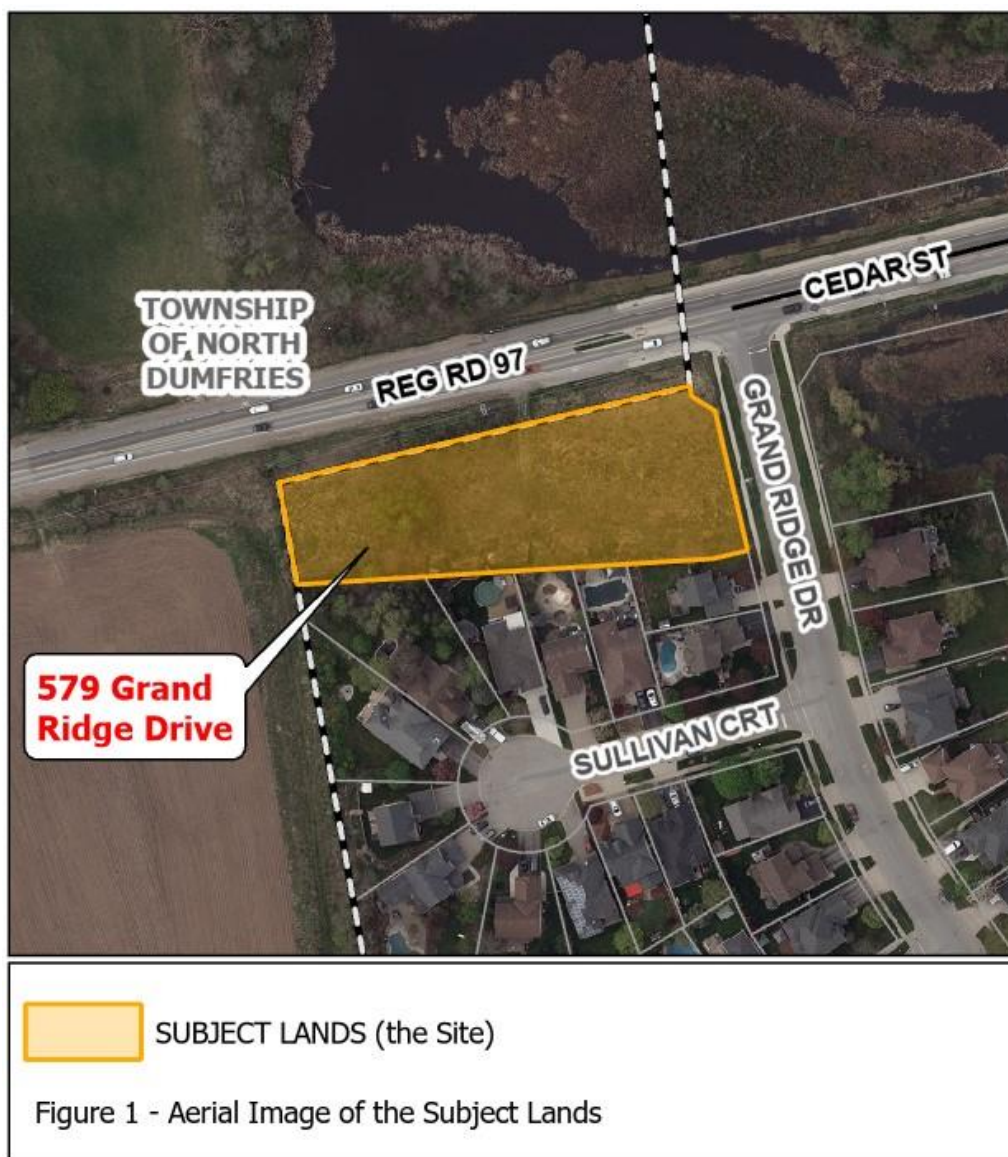 TOWNSHIP
OF NORTH
DUMFRIES
CEDAR ST
REG RD 97
GRAND RIDGE DR
579 Grand
Ridge Drive
SULLIVAN CRT
SUBJECT LANDS (the Site)
Figure 1 - Aerial Image of the Subject Lands